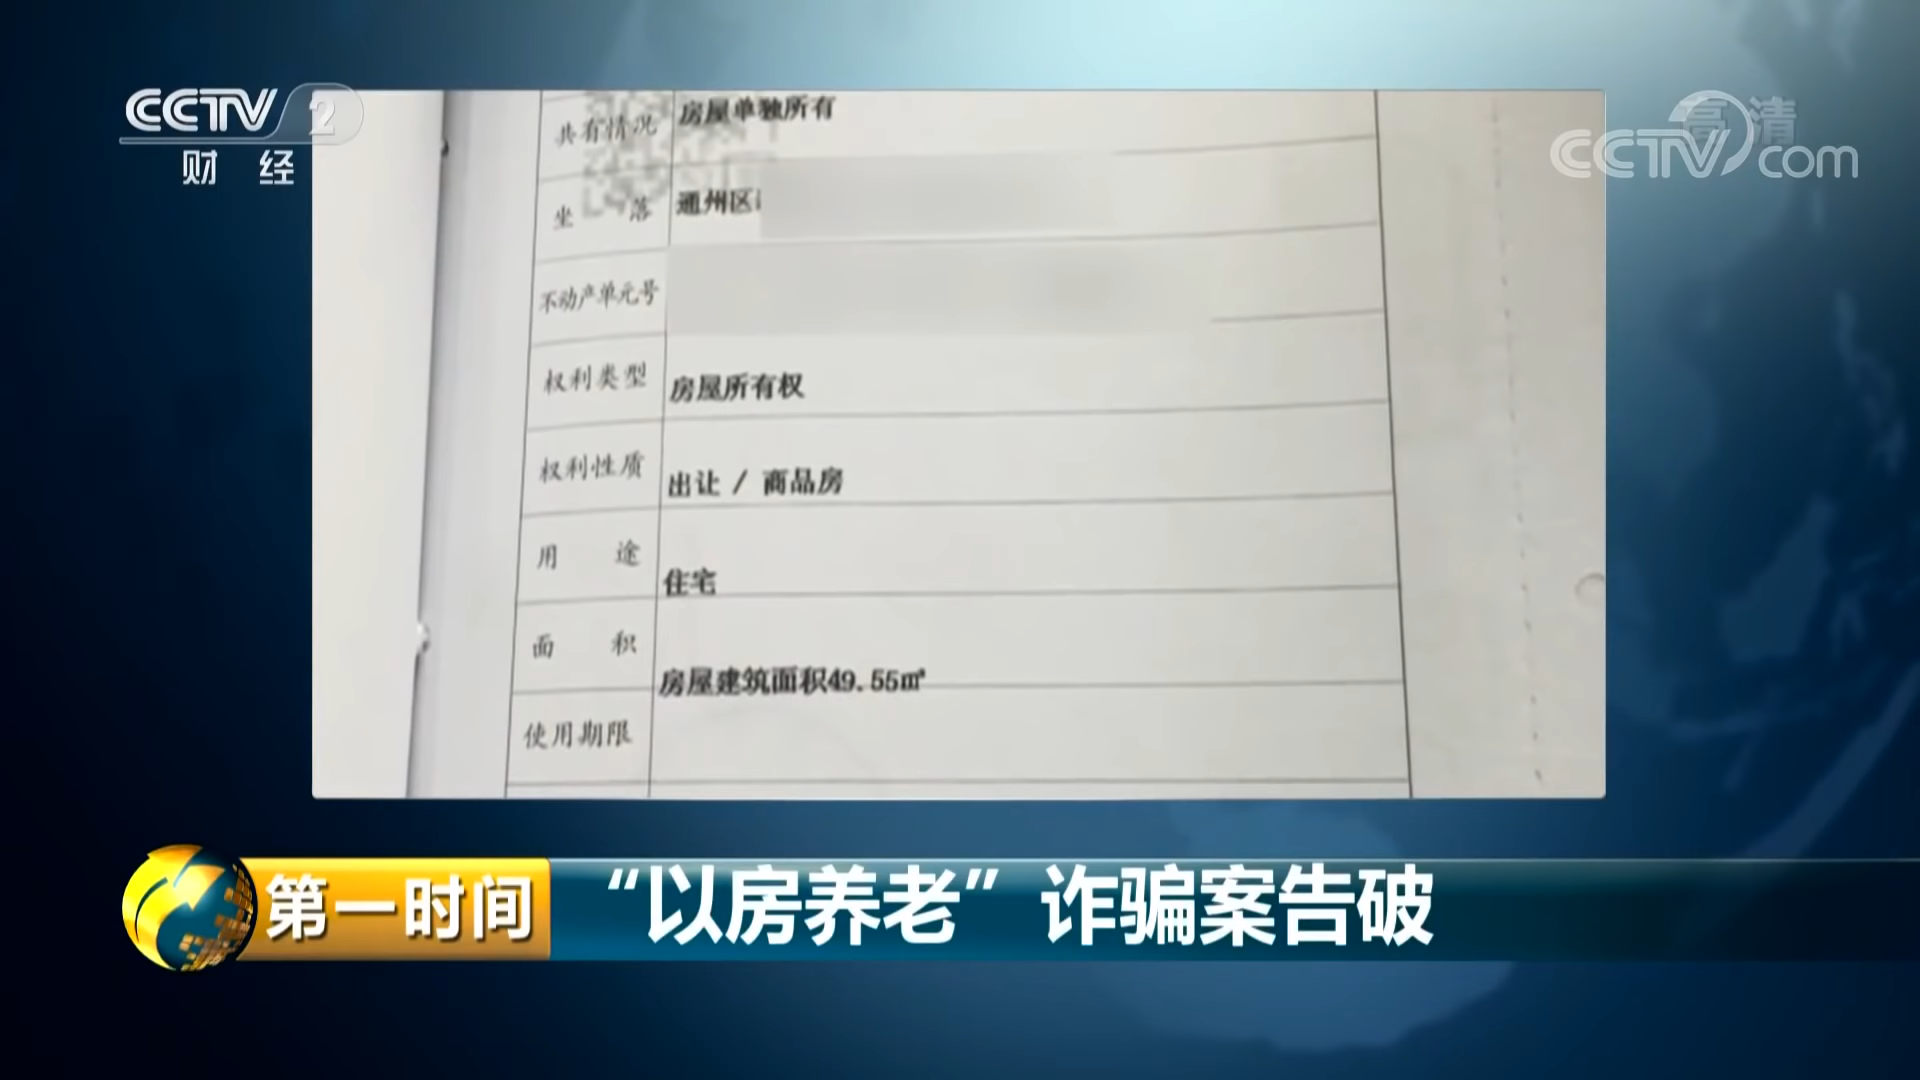 CCTV 2
财 经
高清
CCTV com
共有情况 房屋单独所有
坐 落 通州区
不动产单元号
权利类型 房屋所有权
权利性质 出让 / 商品房
用 途 住宅
面 积 房屋建筑面积49.55㎡
使用期限
第一时间 “以房养老”诈骗案告破